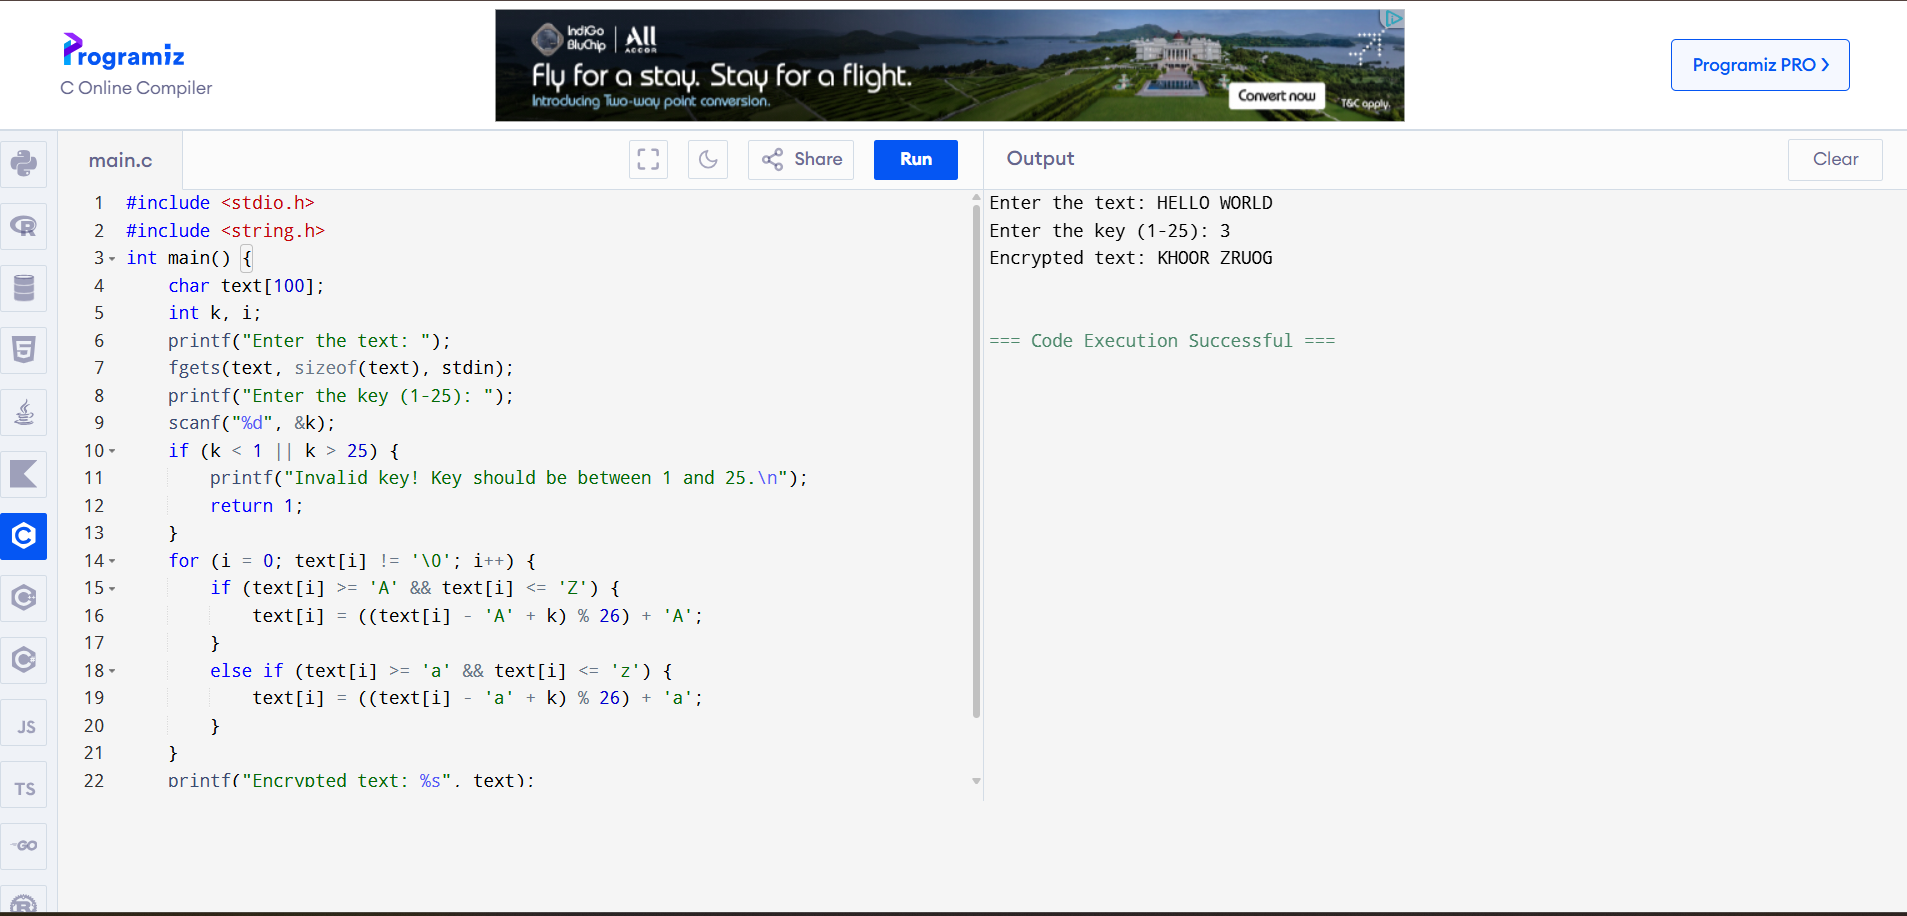 Programiz
C Online Compiler
IndiGo
BluChip
ALL
ACCOR
Fly for a stay. Stay for a flight.
Introducing Two-way point conversion.
Convert now
T&C apply.
Programiz PRO ❯
main.c
Share
Run
Output
Clear
1 #include <stdio.h>
2 #include <string.h>
3 int main() {
4     char text[100];
5     int k, i;
6     printf("Enter the text: ");
7     fgets(text, sizeof(text), stdin);
8     printf("Enter the key (1-25): ");
9     scanf("%d", &k);
10     if (k < 1 || k > 25) {
11         printf("Invalid key! Key should be between 1 and 25.\n");
12         return 1;
13     }
14     for (i = 0; text[i] != '\0'; i++) {
15         if (text[i] >= 'A' && text[i] <= 'Z') {
16             text[i] = ((text[i] - 'A' + k) % 26) + 'A';
17         }
18         else if (text[i] >= 'a' && text[i] <= 'z') {
19             text[i] = ((text[i] - 'a' + k) % 26) + 'a';
20         }
21     }
22     printf("Encrypted text: %s", text);
Enter the text: HELLO WORLD
Enter the key (1-25): 3
Encrypted text: KHOOR ZRUOG
=== Code Execution Successful ===
R
5
C
C
C
JS
TS
GO
R